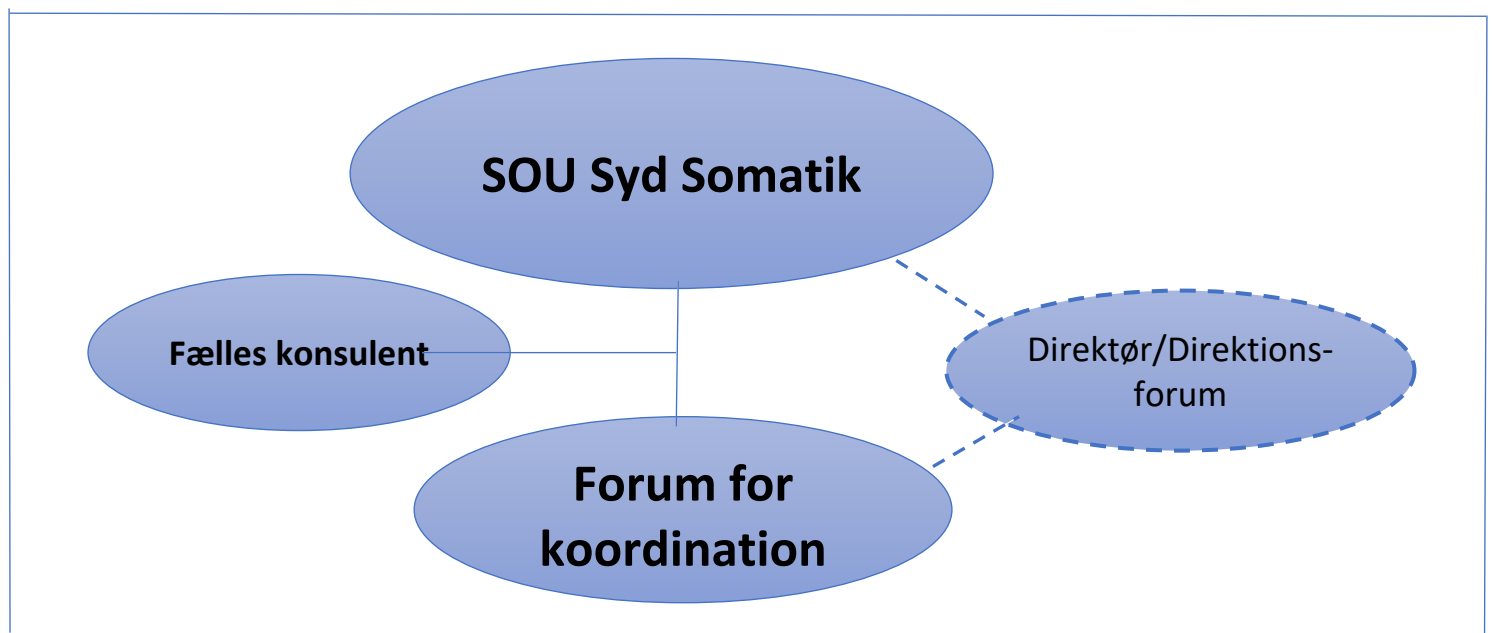 SOU Syd Somatik
Fælles konsulent
Direktør/Direktions-
forum
Forum for
koordination